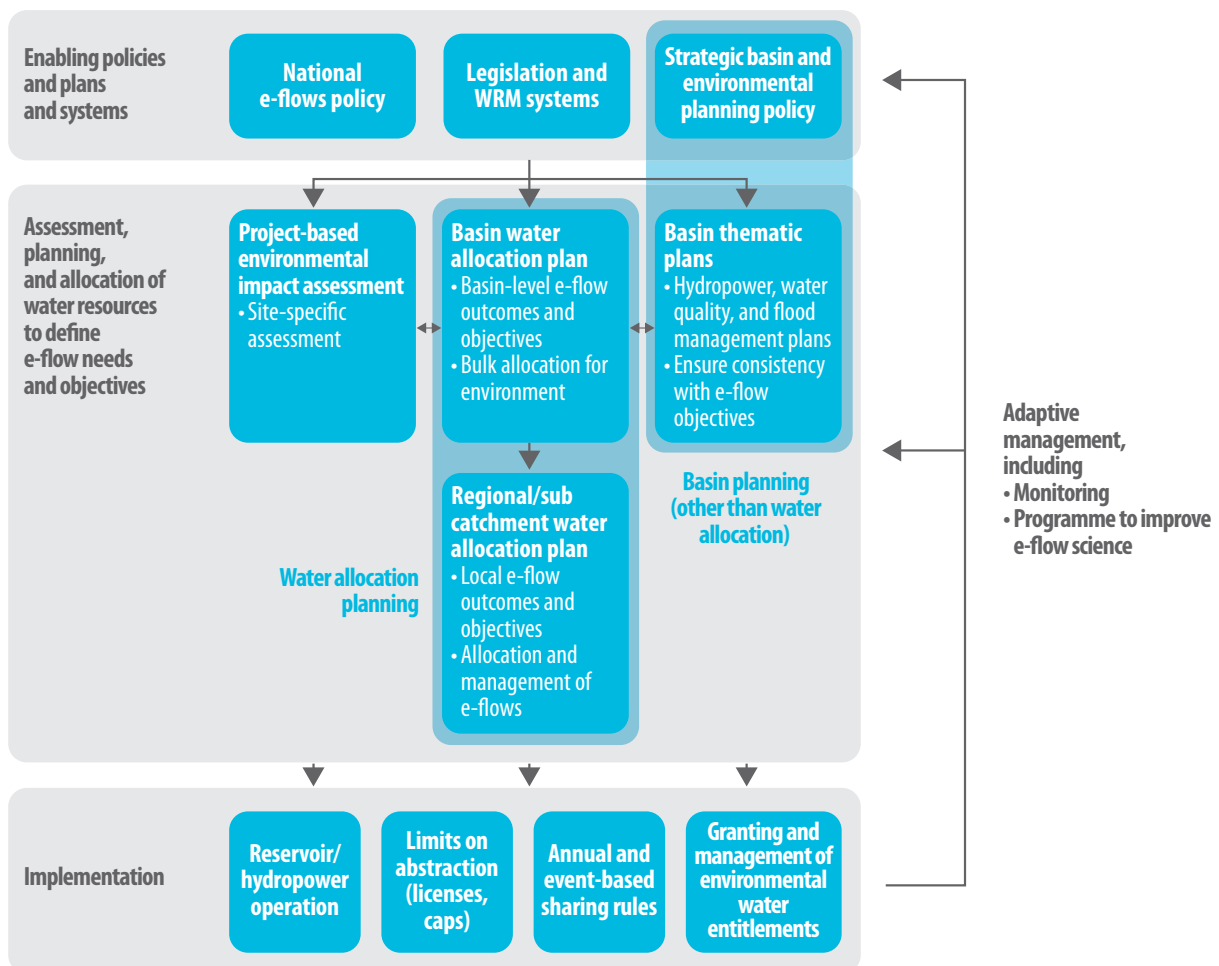 Enabling policies
and plans
and systems
National
e-flows policy
Legislation and
WRM systems
Strategic basin and
environmental
planning policy
Assessment,
planning,
and allocation of
water resources
to define
e-flow needs
and objectives
Project-based
environmental
impact assessment
• Site-specific
assessment
Basin water
allocation plan
• Basin-level e-flow
outcomes and
objectives
• Bulk allocation for
environment
Basin thematic
plans
• Hydropower, water
quality, and flood
management plans
• Ensure consistency
with e-flow
objectives
Regional/sub
catchment water
allocation plan
• Local e-flow
outcomes and
objectives
• Allocation and
management of
e-flows
Water allocation
planning
Basin planning
(other than water
allocation)
Adaptive
management,
including
• Monitoring
• Programme to improve
e-flow science
Implementation
Reservoir/
hydropower
operation
Limits on
abstraction
(licenses,
caps)
Annual and
event-based
sharing rules
Granting and
management of
environmental
water
entitlements